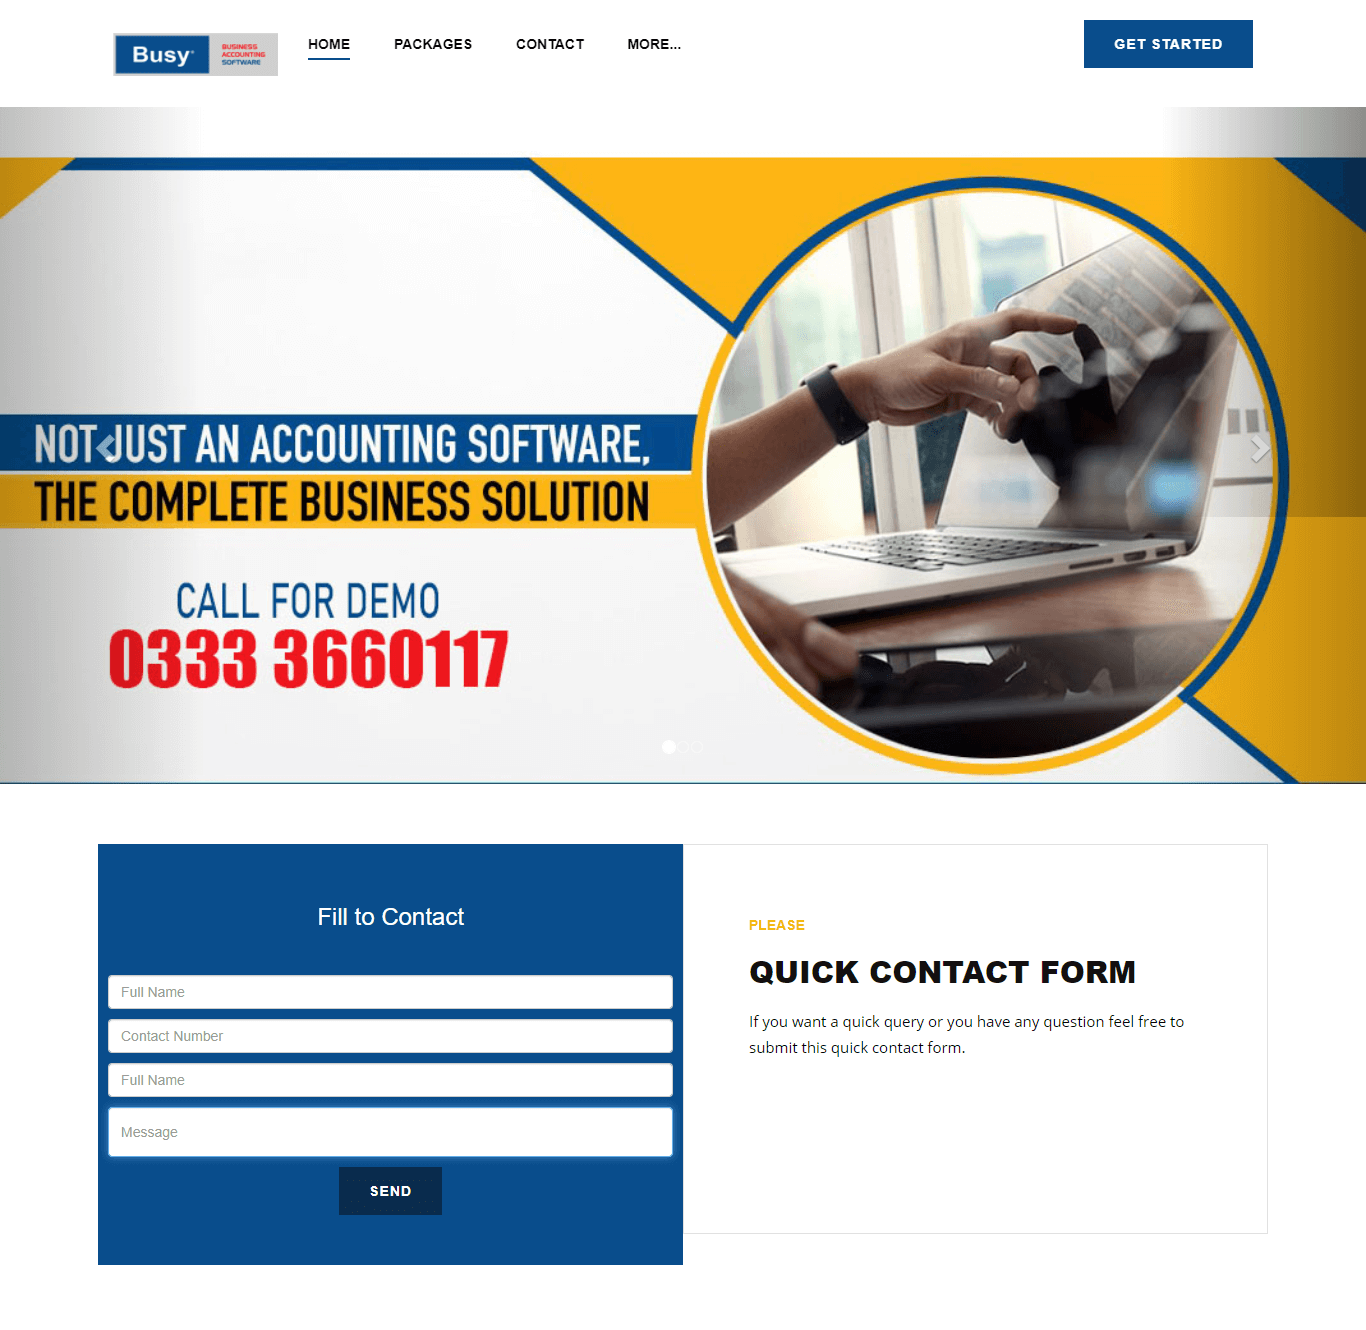 Busy
BUSINESS
ACCOUNTING
SOFTWARE
HOME
PACKAGES
CONTACT
MORE...
GET STARTED
NOT JUST AN ACCOUNTING SOFTWARE,
THE COMPLETE BUSINESS SOLUTION
CALL FOR DEMO
0333 3660117
Fill to Contact
Full Name
Contact Number
Full Name
Message
SEND
PLEASE
QUICK CONTACT FORM
If you want a quick query or you have any question feel free to
submit this quick contact form.